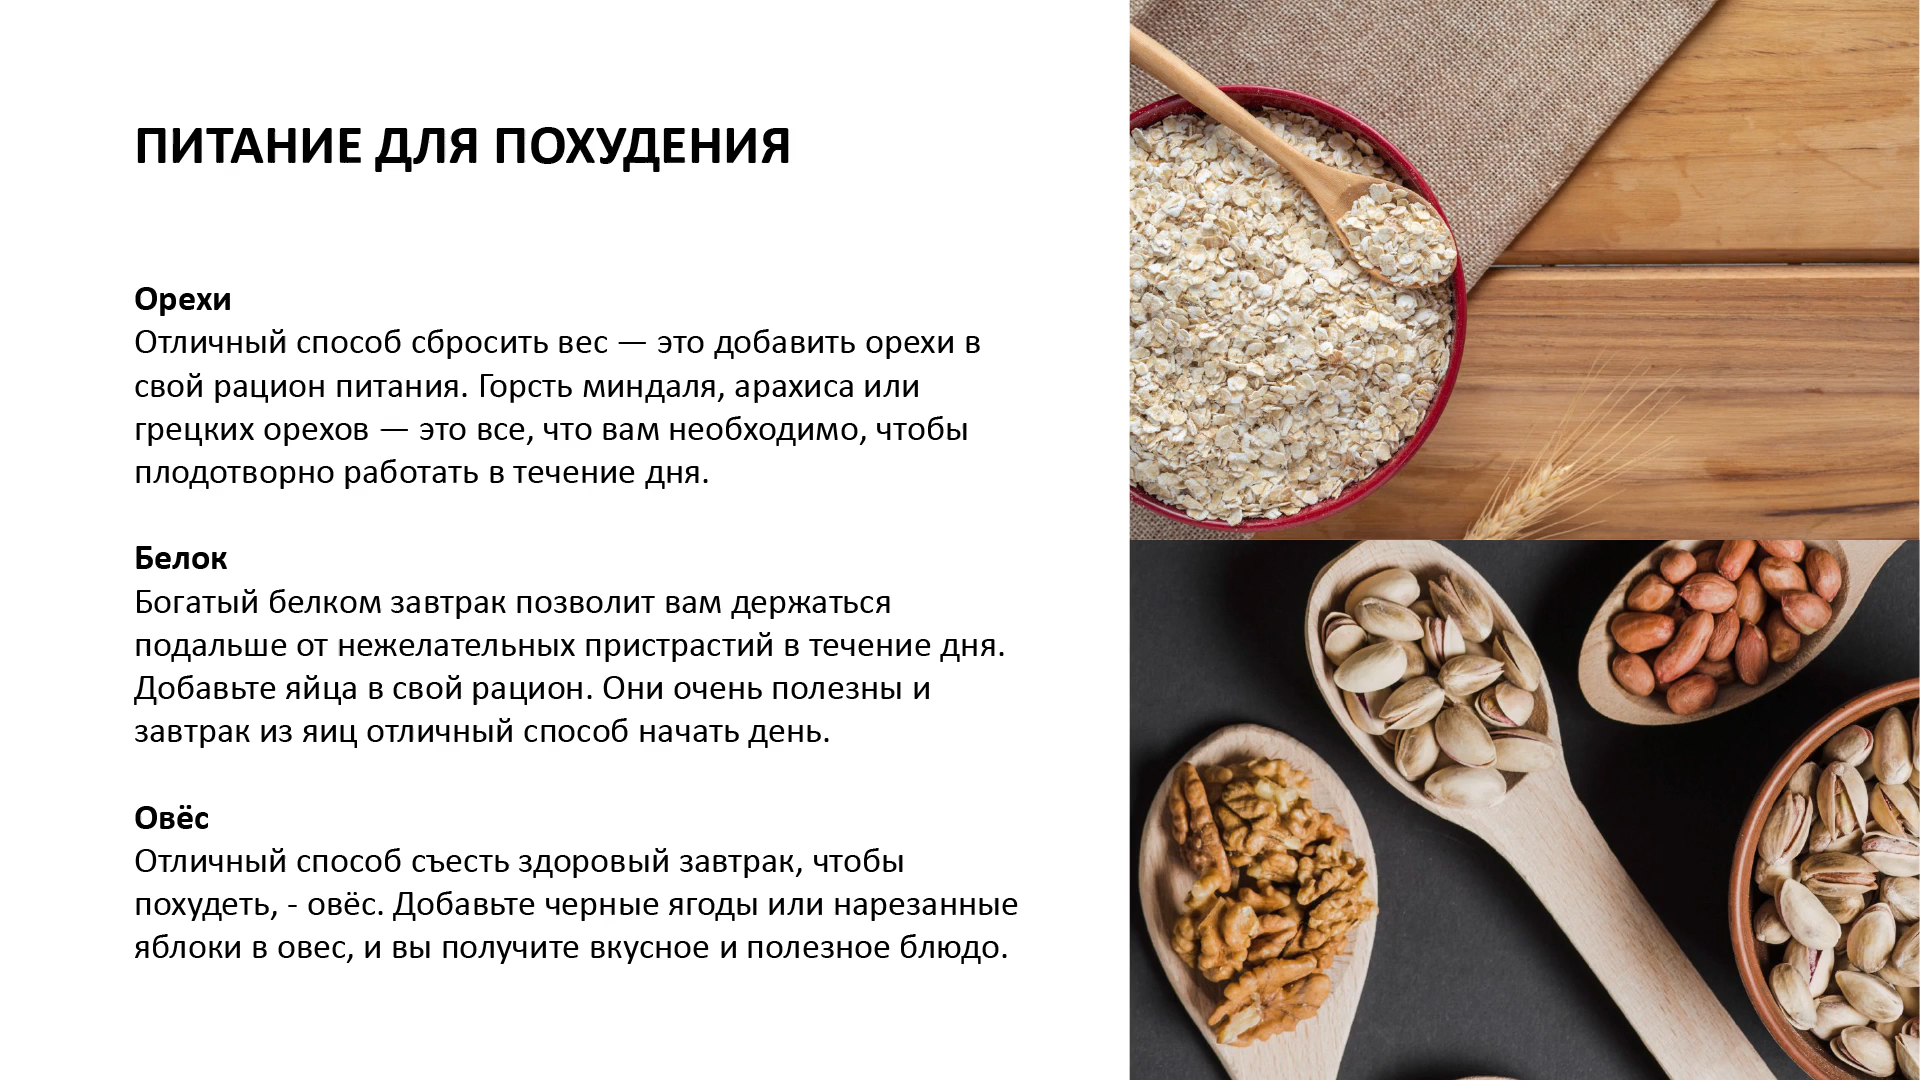 ПИТАНИЕ ДЛЯ ПОХУДЕНИЯ
Орехи
Отличный способ сбросить вес — это добавить орехи в
свой рацион питания. Горсть миндаля, арахиса или
грецких орехов — это все, что вам необходимо, чтобы
плодотворно работать в течение дня.
Белок
Богатый белком завтрак позволит вам держаться
подальше от нежелательных пристрастий в течение дня.
Добавьте яйца в свой рацион. Они очень полезны и
завтрак из яиц отличный способ начать день.
Овёс
Отличный способ съесть здоровый завтрак, чтобы
похудеть, - овёс. Добавьте черные ягоды или нарезанные
яблоки в овес, и вы получите вкусное и полезное блюдо.